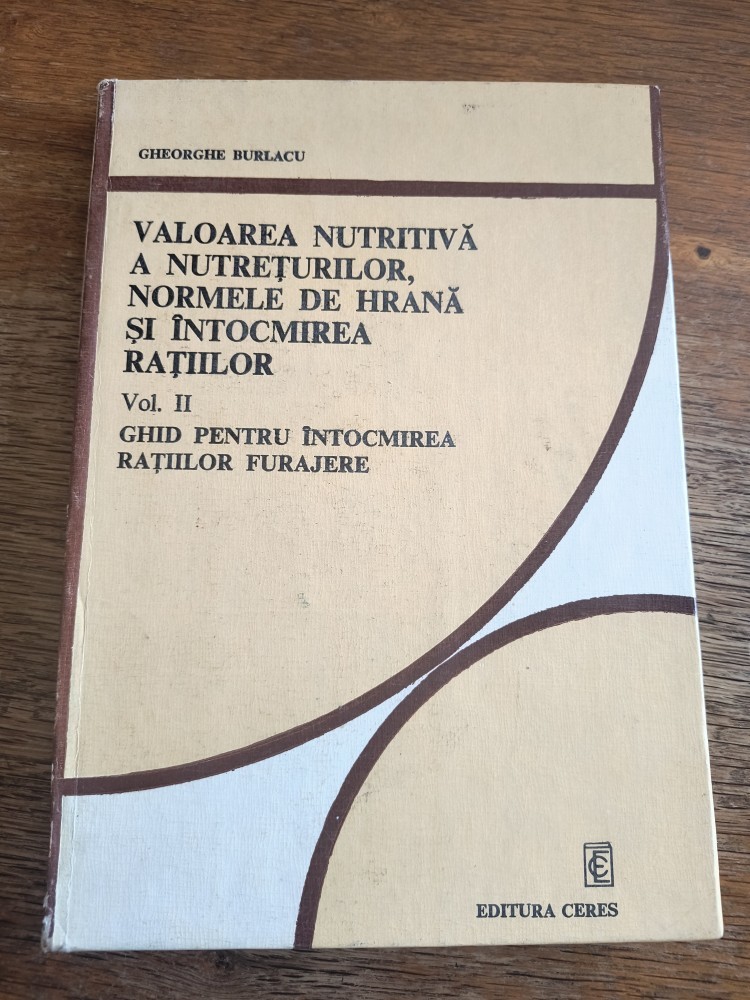 GHEORGHE BURLACU
VALOAREA NUTRITIVĂ
A NUTREȚURILOR,
NORMELE DE HRANĂ
ȘI ÎNTOCMIREA
RAȚIILOR
Vol. II
GHID PENTRU ÎNTOCMIREA
RAȚIILOR FURAJERE
EC
EDITURA CERES